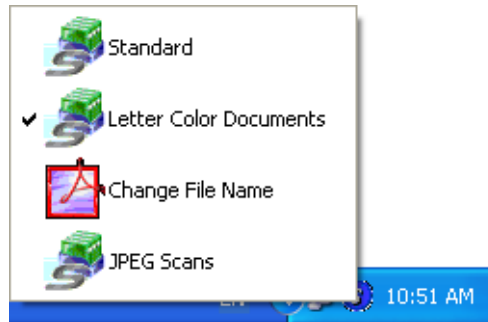 Standard
Letter Color Documents
Change File Name
JPEG Scans
10:51 AM